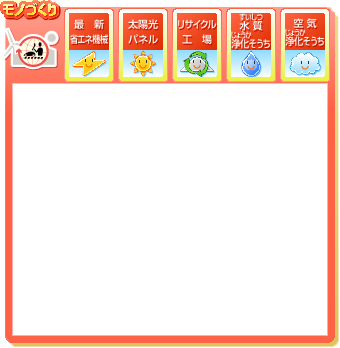 モノづくり
最新
省エネ機械
太陽光
パネル
リサイクル
工場
すいしつ
水質
じょうか
浄化そうち
空気
じょうか
浄化そうち